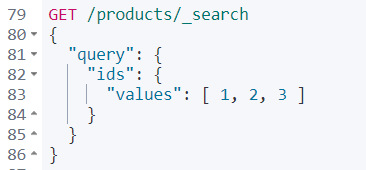 79 GET /products/_search
80 {
81 "query": {
82 "ids": {
83 "values": [ 1, 2, 3 ]
84 }
85 }
86 }